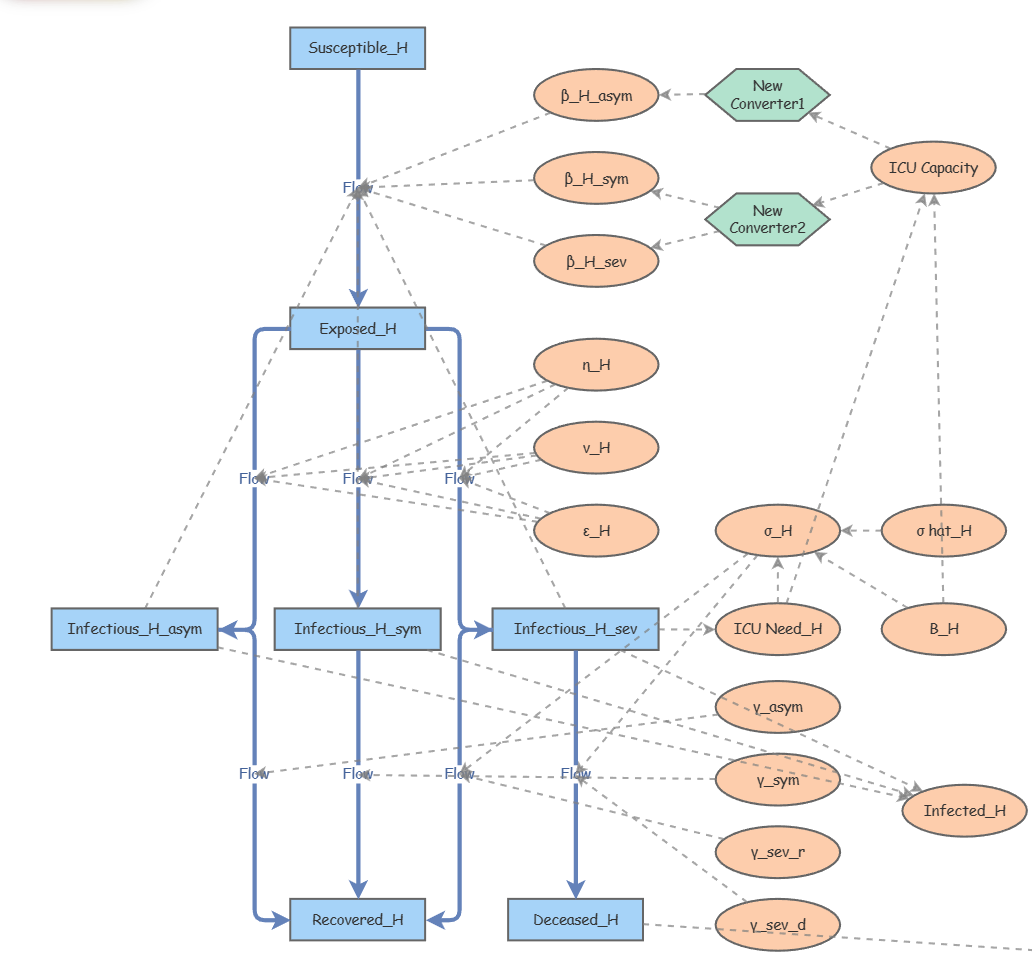 Susceptible_H
β_H_asym
New
Converter1
ICU Capacity
β_H_sym
Flow
New
Converter2
β_H_sev
Exposed_H
η_H
ν_H
Flow
Flow
Flow
ε_H
σ_H
σ hat_H
Infectious_H_asym
Infectious_H_sym
Infectious_H_sev
ICU Need_H
B_H
γ_asym
Flow
Flow
Flow
Flow
γ_sym
Infected_H
γ_sev_r
Recovered_H
Deceased_H
γ_sev_d